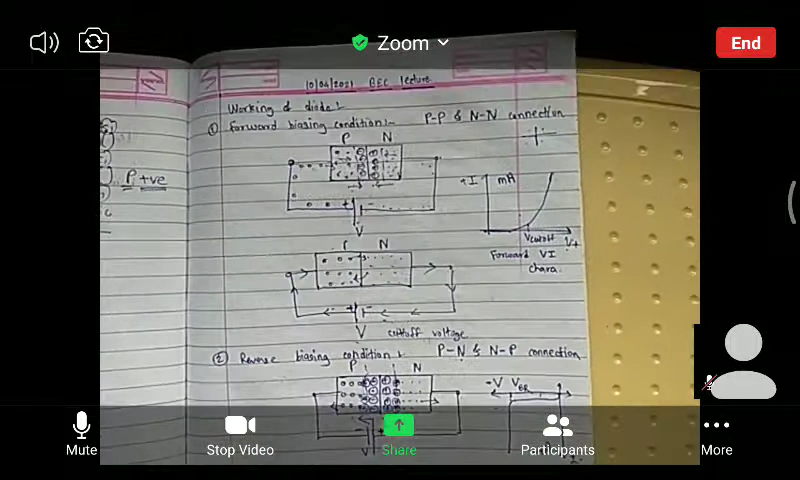 Zoom
End
10/04/2021 BEC lecture
Working of diode:
① Forward biasing condition:- P-P & N-N connection
P N
P +ve
+I mA
+ -
V
Vcutoff V+
Forward VI
chara.
P N
+ -
V cuttoff voltage
② Reverse biasing condition: P-N & N-P connection
P N
-V VBR
V
Mute
Stop Video
Share
Participants
More